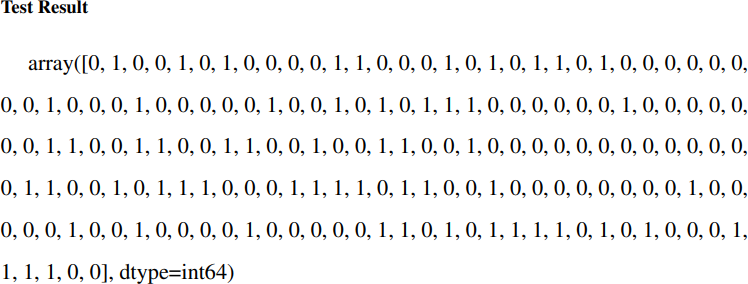 Test Result
array([0, 1, 0, 0, 1, 0, 1, 0, 0, 0, 0, 1, 1, 0, 0, 0, 1, 0, 1, 0, 1, 1, 0, 1, 0, 0, 0, 0, 0, 0,
0, 0, 1, 0, 0, 0, 1, 0, 0, 0, 0, 0, 1, 0, 0, 1, 0, 1, 0, 1, 1, 1, 0, 0, 0, 0, 0, 0, 1, 0, 0, 0, 0, 0,
0, 0, 1, 1, 0, 0, 1, 1, 0, 0, 1, 1, 0, 0, 1, 0, 0, 1, 1, 0, 0, 1, 0, 0, 0, 0, 0, 0, 0, 0, 0, 0, 0, 0,
0, 1, 1, 0, 0, 1, 0, 1, 1, 1, 0, 0, 0, 1, 1, 1, 1, 0, 1, 1, 0, 0, 1, 0, 0, 0, 0, 0, 0, 0, 0, 1, 0, 0,
0, 0, 0, 1, 0, 0, 1, 0, 0, 0, 0, 1, 0, 0, 0, 0, 0, 1, 1, 0, 1, 0, 1, 1, 1, 1, 0, 1, 0, 1, 0, 0, 0, 1,
1, 1, 1, 0, 0], dtype=int64)